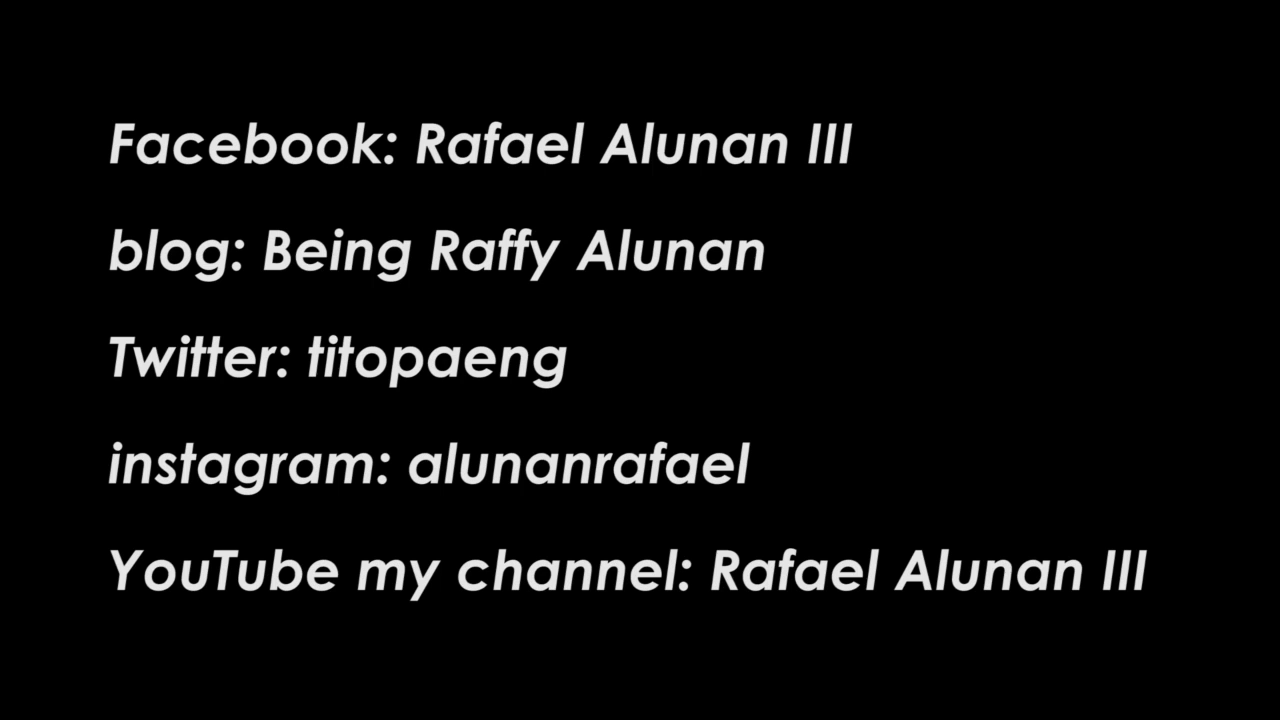 Facebook: Rafael Alunan III
blog: Being Raffy Alunan
Twitter: titopaeng
instagram: alunanrafael
YouTube my channel: Rafael Alunan III